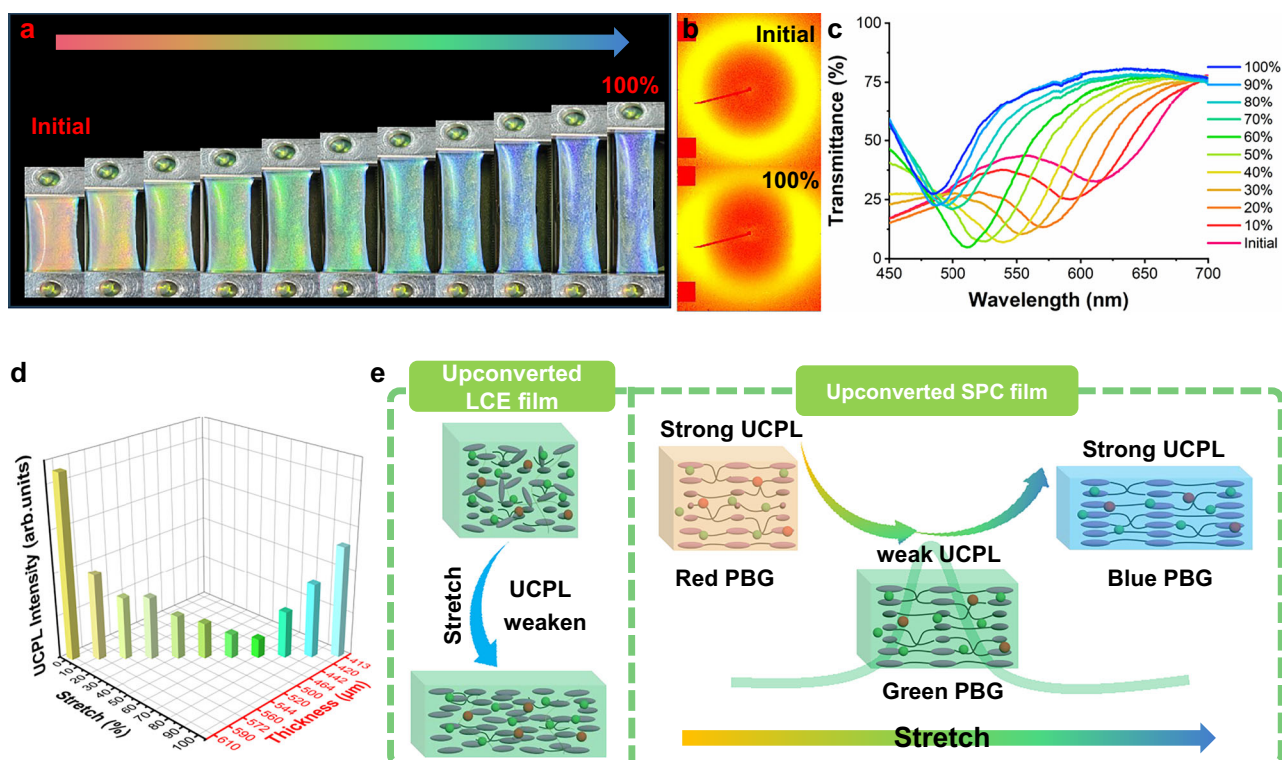 a
Initial
100%
b
Initial
100%
c
Transmittance (%)
100
75
50
25
0
450
500
550
600
650
700
Wavelength (nm)
100%
90%
80%
70%
60%
50%
40%
30%
20%
10%
Initial
d
UCPL Intensity (arb.units)
0
10
20
30
40
50
60
70
80
90
100
Stretch (%)
413
420
442
464
500
520
544
560
572
590
610
Thickness (μm)
e
Upconverted
LCE film
Stretch
UCPL
weaken
Upconverted SPC film
Strong UCPL
Red PBG
weak UCPL
Green PBG
Strong UCPL
Blue PBG
Stretch